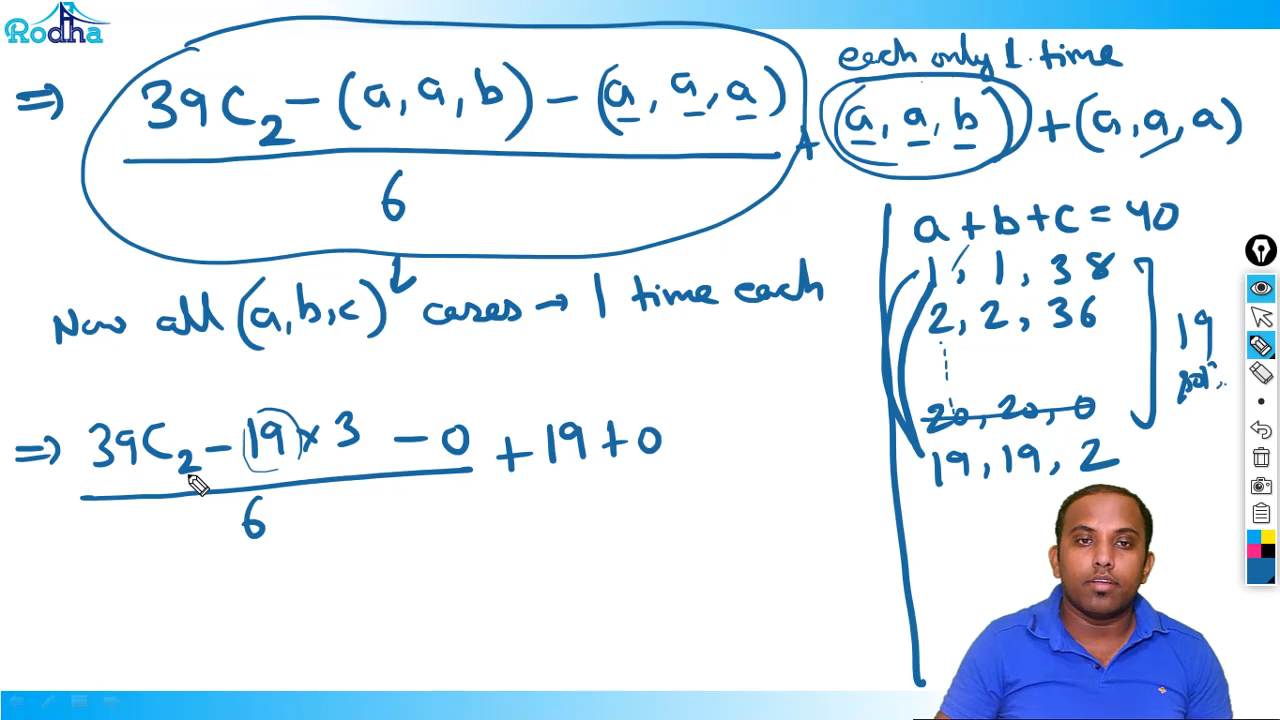 Rodha
each only 1 time
=> 39C2 - (a, a, b) - (a, a, a) / 6 + (a, a, b) + (a, a, a)
Now all (a, b, c) cases → 1 time each
=> 39C2 - 19 × 3 - 0 / 6 + 19 + 0
a + b + c = 40
1, 1, 38
2, 2, 36
20, 20, 0
19, 19, 2
19